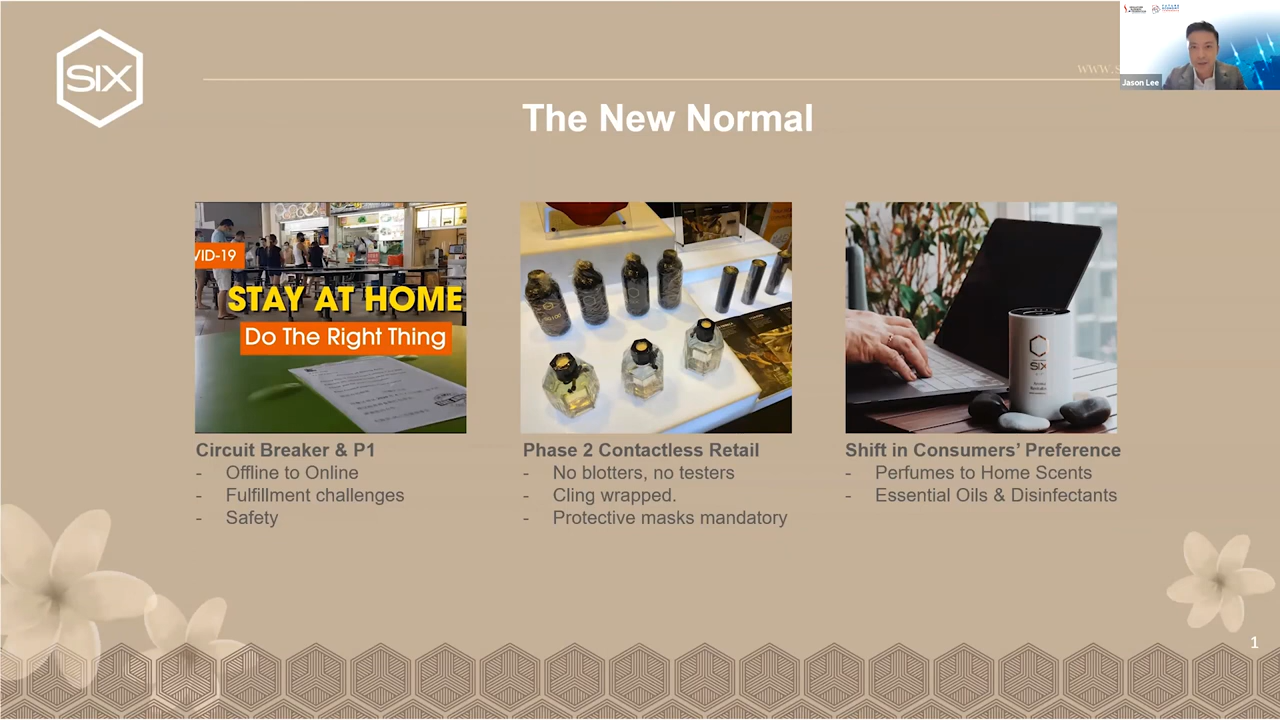 SIX
www.s
Jason Lee
The New Normal
VID-19
STAY AT HOME
Do The Right Thing
SIX
Circuit Breaker & P1
- Offline to Online
- Fulfillment challenges
- Safety
Phase 2 Contactless Retail
- No blotters, no testers
- Cling wrapped.
- Protective masks mandatory
Shift in Consumers’ Preference
- Perfumes to Home Scents
- Essential Oils & Disinfectants
1